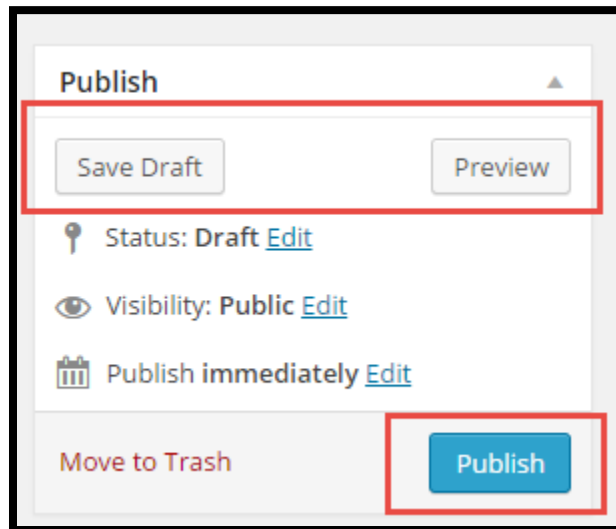 Publish
Save Draft Preview
Status: Draft Edit
Visibility: Public Edit
Publish immediately Edit
Move to Trash Publish